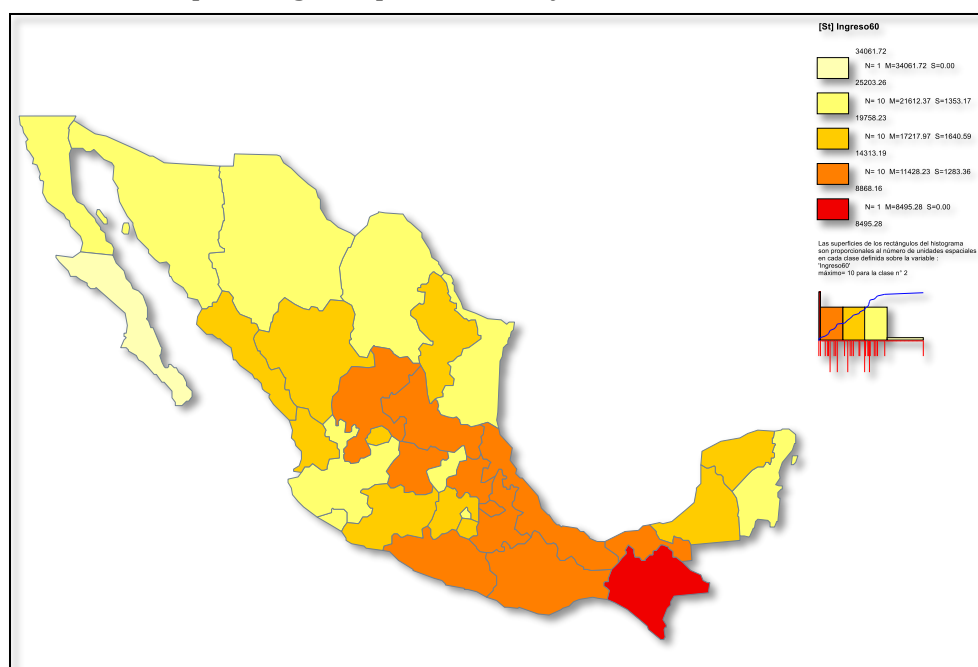 [St] Ingreso60
34061.72
N= 1 M=34061.72 S=0.00
25203.26
N= 10 M=21612.37 S=1353.17
19758.23
N= 10 M=17217.97 S=1640.59
14313.19
N= 10 M=11428.23 S=1283.36
8868.16
N= 1 M=8495.28 S=0.00
8495.28
Las superficies de los rectángulos del histograma
son proporcionales al número de unidades espaciales
en cada clase definida sobre la variable :
'Ingreso60'
máximo= 10 para la clase n° 2